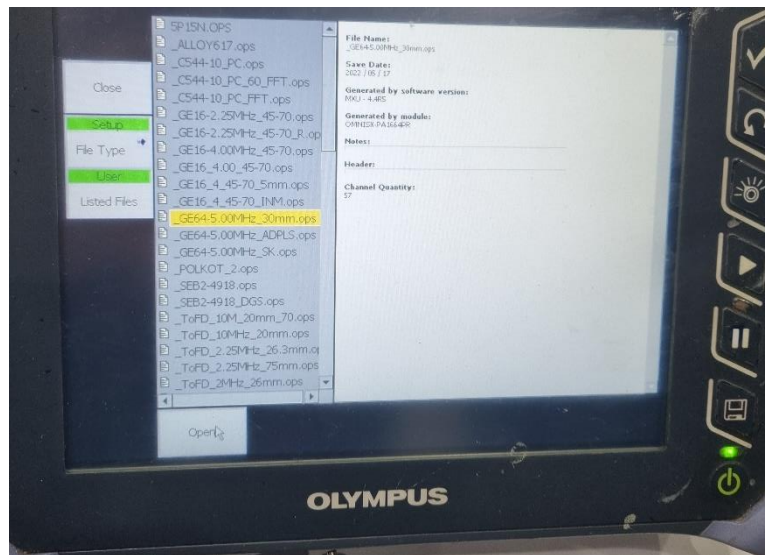 Close
Setup
File Type
User
Listed Files
5P15N.OPS
_ALLOY617.ops
_C544-10_PC.ops
_C544-10_PC_60_FFT.ops
_C544-10_PC_FFT.ops
_GE16-2.25MHz_45-70.ops
_GE16-2.25MHz_45-70_R.op
_GE16-4.00MHz_45-70.ops
_GE16_4.00_45-70.ops
_GE16_4_45-70_5mm.ops
_GE16_4_45-70_INM.ops
_GE64-5.00MHz_30mm.ops
_GE64-5.00MHz_ADPLS.ops
_GE64-5.00MHz_SK.ops
_POLKOT_2.ops
_SEB2-4918.ops
_SEB2-4918_DGS.ops
_ToFD_10M_20mm_70.ops
_ToFD_10MHz_20mm.ops
_ToFD_2.25MHz_26.3mm.op
_ToFD_2.25MHz_75mm.ops
_ToFD_2MHz_26mm.ops
Open
File Name:
_GE64-5.00MHz_30mm.ops
Save Date:
2022 / 05 / 17
Generated by software version:
MXU - 4.4R5
Generated by module:
OMNI2-PA1664PR
Notes:
Header:
Channel Quantity:
57
OLYMPUS